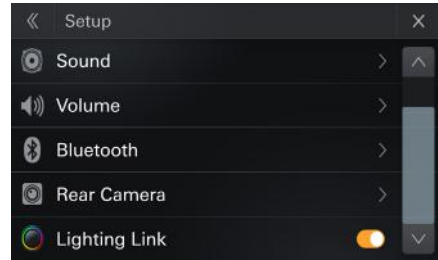 Setup
Sound
Volume
Bluetooth
Rear Camera
Lighting Link